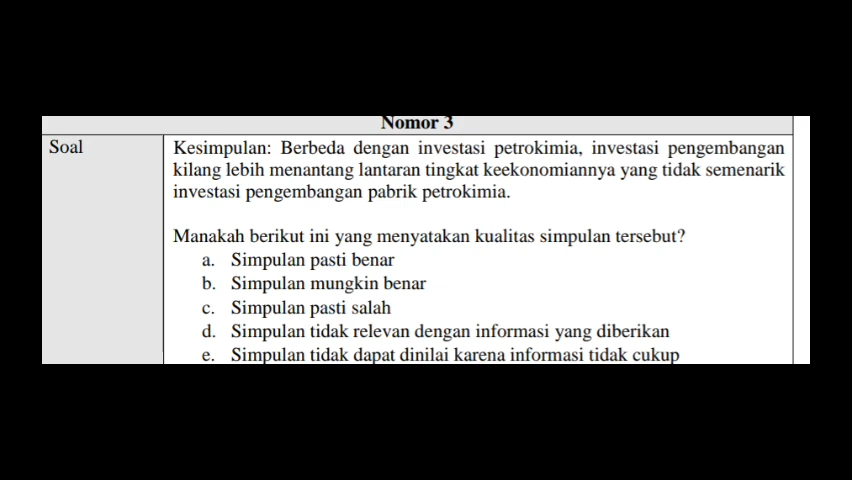 Nomor 3
Soal
Kesimpulan: Berbeda dengan investasi petrokimia, investasi pengembangan
kilang lebih menantang lantaran tingkat keekonomiannya yang tidak semenarik
investasi pengembangan pabrik petrokimia.
Manakah berikut ini yang menyatakan kualitas simpulan tersebut?
a. Simpulan pasti benar
b. Simpulan mungkin benar
c. Simpulan pasti salah
d. Simpulan tidak relevan dengan informasi yang diberikan
e. Simpulan tidak dapat dinilai karena informasi tidak cukup